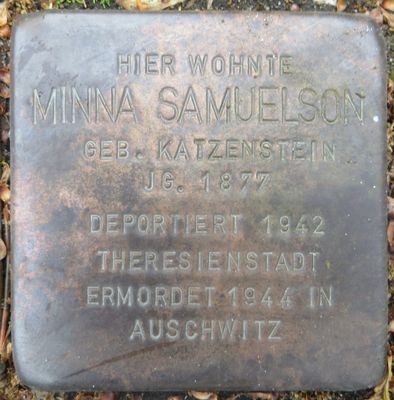 HIER WOHNTE
MINNA SAMUELSON
GEB. KATZENSTEIN
JG. 1877
DEPORTIERT 1942
THERESIENSTADT
ERMORDET 1944 IN
AUSCHWITZ